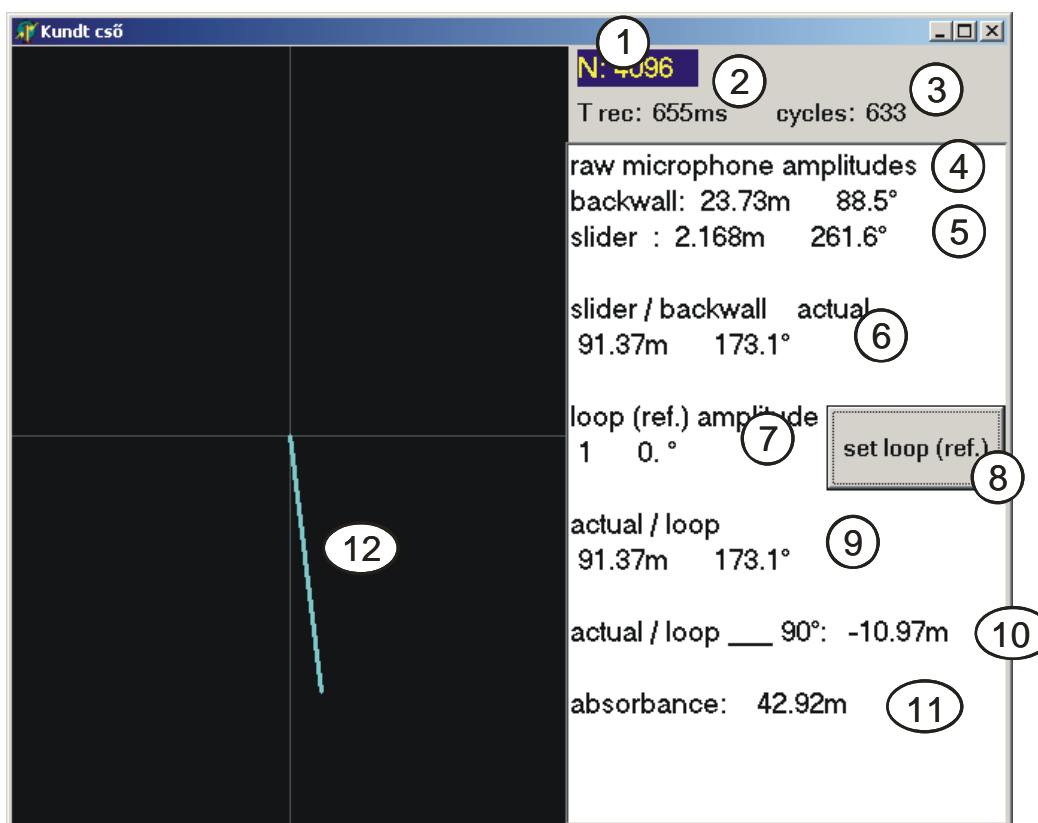 Kundt cső
1
N: 4096
2
3
T rec: 655ms cycles: 633
raw microphone amplitudes
4
backwall: 23.73m 88.5°
slider : 2.168m 261.6°
5
slider / backwall actual
91.37m 173.1°
6
loop (ref.) amplitude
1 0. °
7
set loop (ref.)
8
actual / loop
91.37m 173.1°
9
12
actual / loop ___ 90°: -10.97m
10
absorbance: 42.92m
11